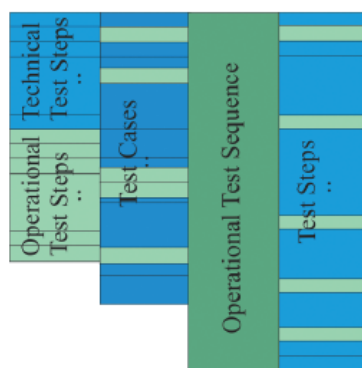 Technical
Test Steps
..
Operational
Test Steps
..
Test Cases
..
Operational Test Sequence
Test Steps
..